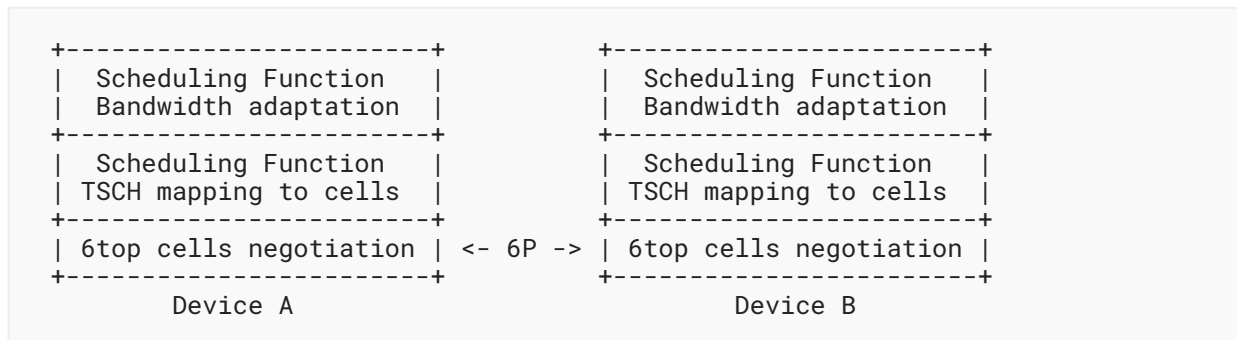 +-----------------------+          +-----------------------+
|  Scheduling Function  |          |  Scheduling Function  |
|  Bandwidth adaptation |          |  Bandwidth adaptation |
+-----------------------+          +-----------------------+
|  Scheduling Function  |          |  Scheduling Function  |
| TSCH mapping to cells |          | TSCH mapping to cells |
+-----------------------+          +-----------------------+
| 6top cells negotiation | <- 6P -> | 6top cells negotiation |
+-----------------------+          +-----------------------+
        Device A                           Device B